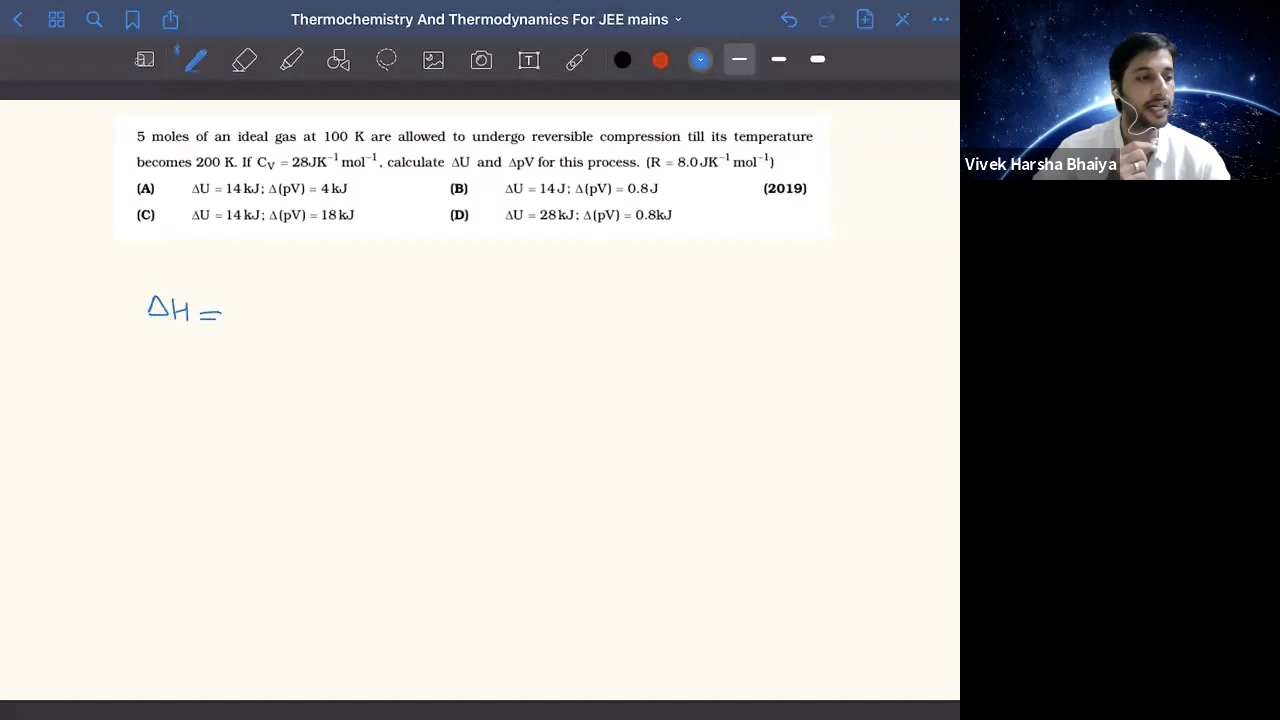 Thermochemistry And Thermodynamics For JEE mains
T
Vivek Harsha Bhaiya
5 moles of an ideal gas at 100 K are allowed to undergo reversible compression till its temperature
becomes 200 K. If C_V = 28JK⁻¹ mol⁻¹, calculate ΔU and ΔpV for this process. (R = 8.0 JK⁻¹ mol⁻¹)
(A) ΔU = 14 kJ; Δ(pV) = 4 kJ (B) ΔU = 14 J; Δ(pV) = 0.8 J (2019)
(C) ΔU = 14 kJ; Δ(pV) = 18 kJ (D) ΔU = 28 kJ; Δ(pV) = 0.8kJ
ΔH =